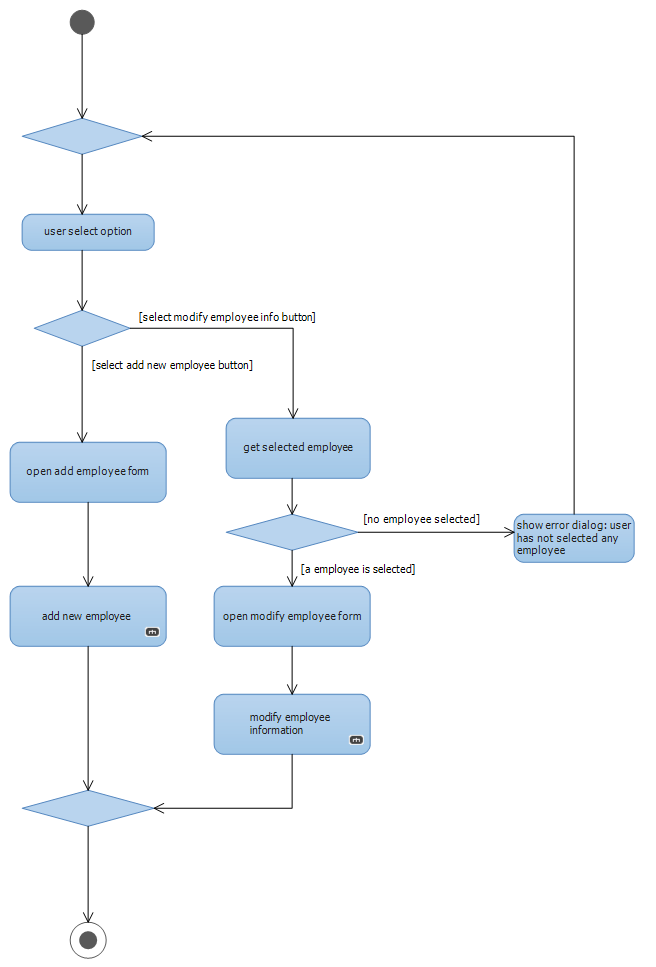 user select option
[select modify employee info button]
[select add new employee button]
get selected employee
open add employee form
[no employee selected]
show error dialog: user
has not selected any
employee
[a employee is selected]
add new employee
open modify employee form
modify employee
information